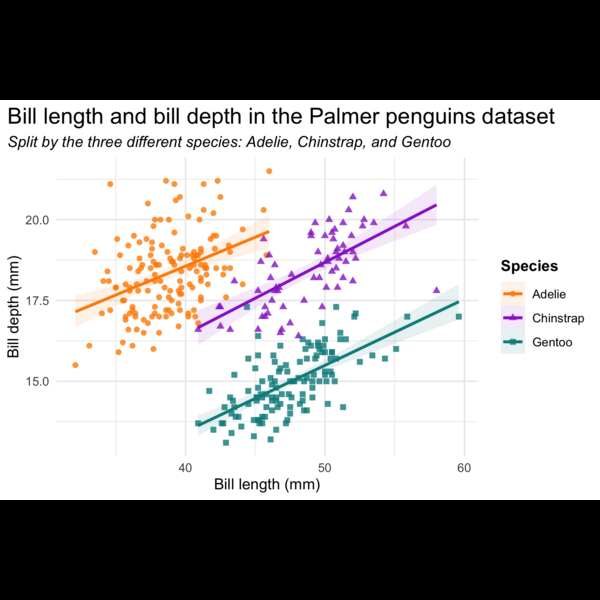 Bill length and bill depth in the Palmer penguins dataset
Split by the three different species: Adelie, Chinstrap, and Gentoo
20.0
17.5
15.0
Bill depth (mm)
40
50
60
Bill length (mm)
Species
Adelie
Chinstrap
Gentoo